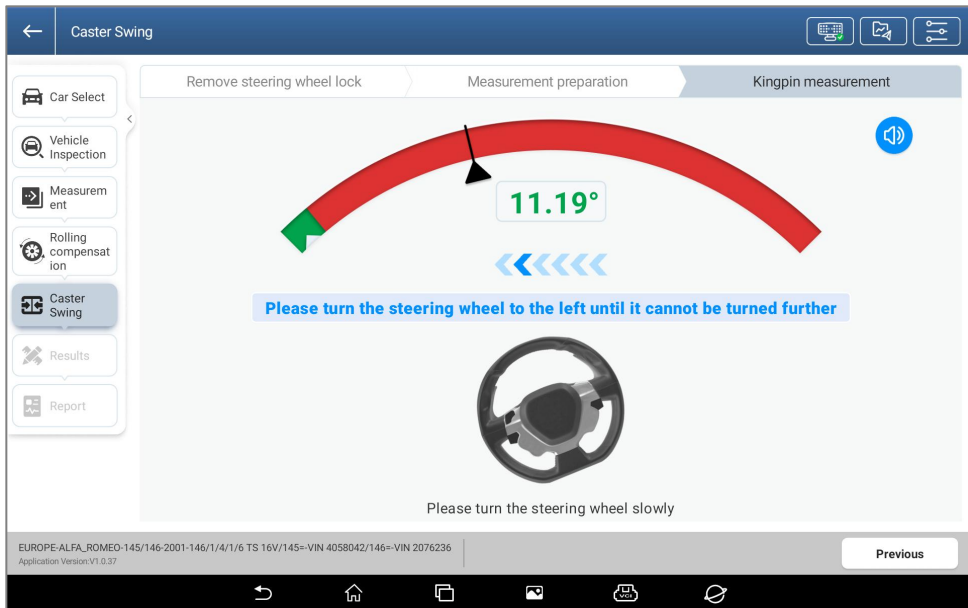 Caster Swing
Remove steering wheel lock
Measurement preparation
Kingpin measurement
Car Select
Vehicle
Inspection
Measurem
ent
Rolling
compensat
ion
Caster
Swing
Results
Report
11.19°
Please turn the steering wheel to the left until it cannot be turned further
Please turn the steering wheel slowly
EUROPE-ALFA_ROMEO-145/146-2001-146/1/4/1/6 TS 16V/145=-VIN 4058042/146=-VIN 2076236
Application Version:V1.0.37
Previous
VCI